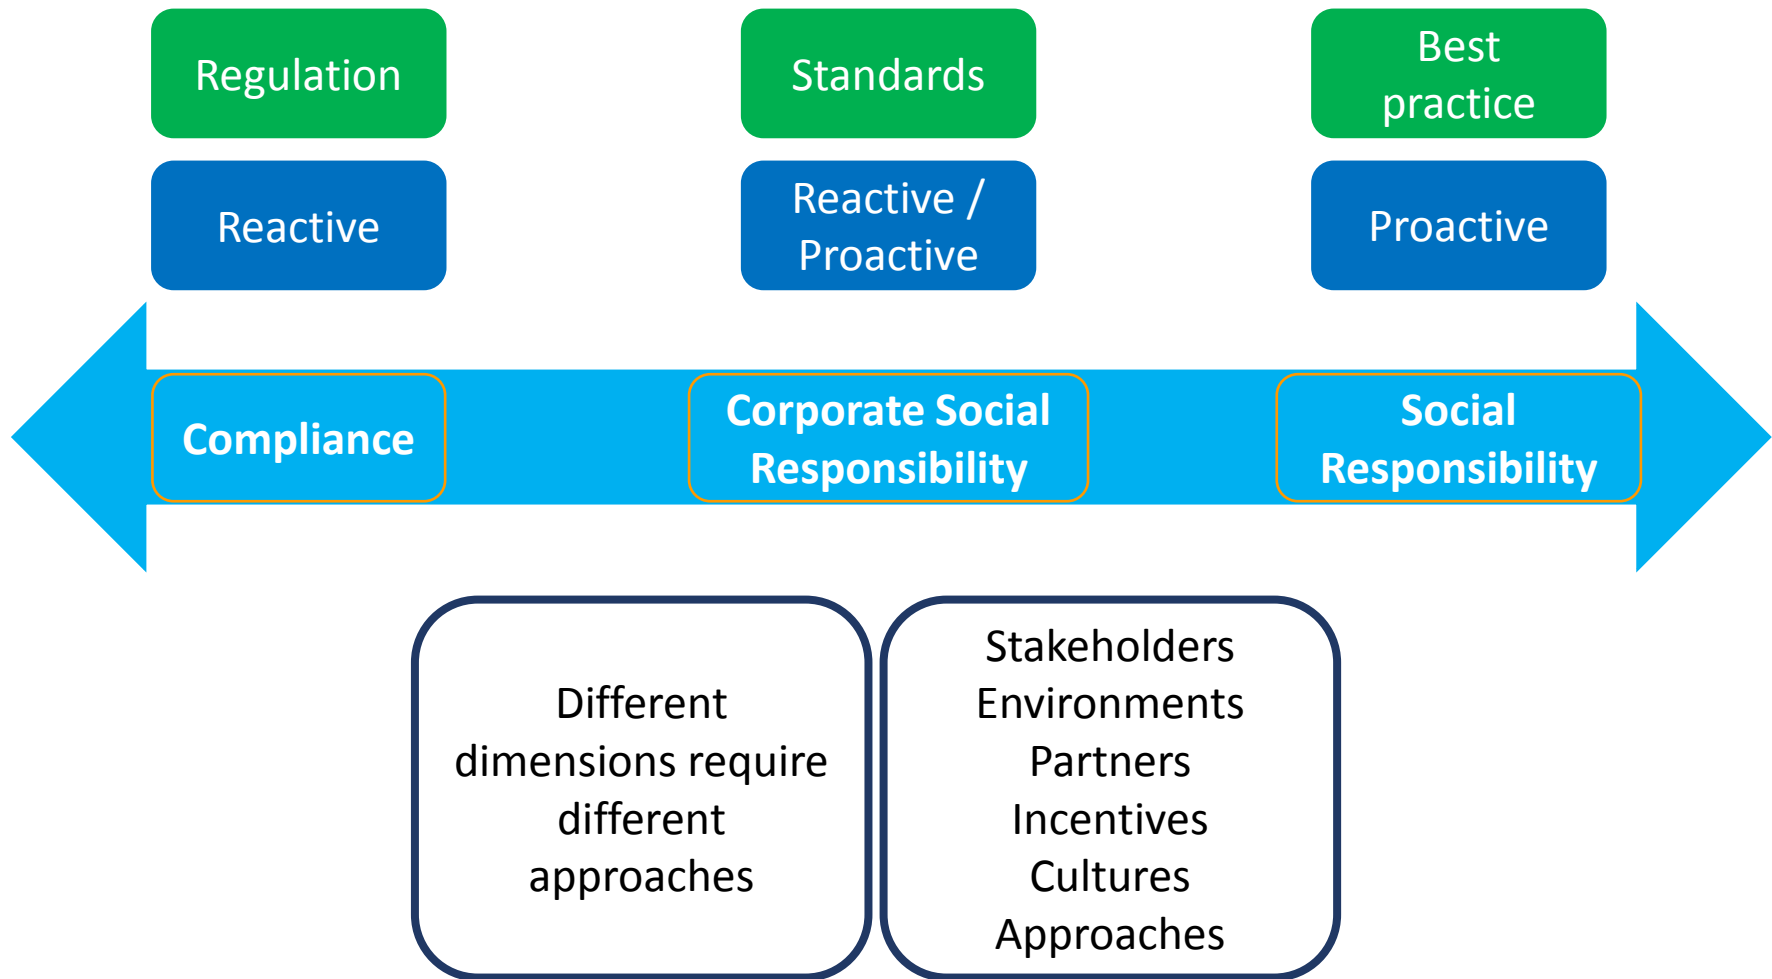 Regulation
Standards
Best
practice
Reactive
Reactive /
Proactive
Proactive
Compliance
Corporate Social
Responsibility
Social
Responsibility
Different
dimensions require
different
approaches
Stakeholders
Environments
Partners
Incentives
Cultures
Approaches